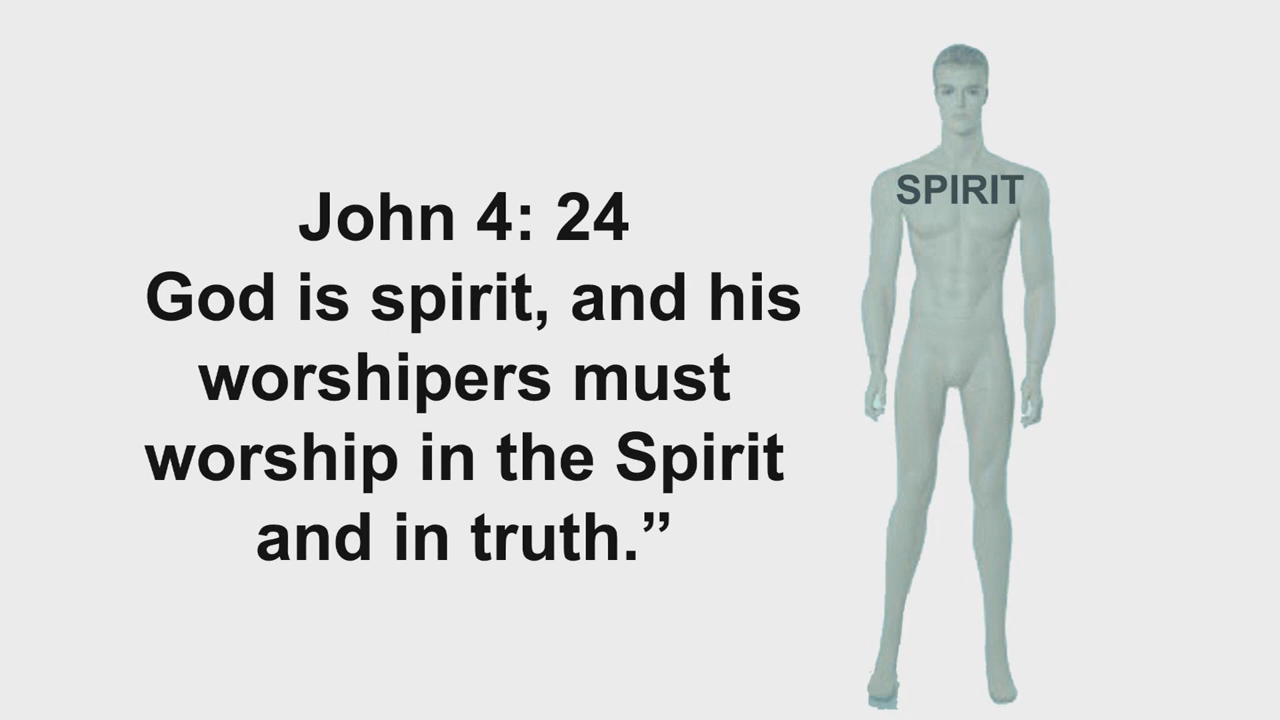 John 4: 24
God is spirit, and his
worshipers must
worship in the Spirit
and in truth.”
SPIRIT